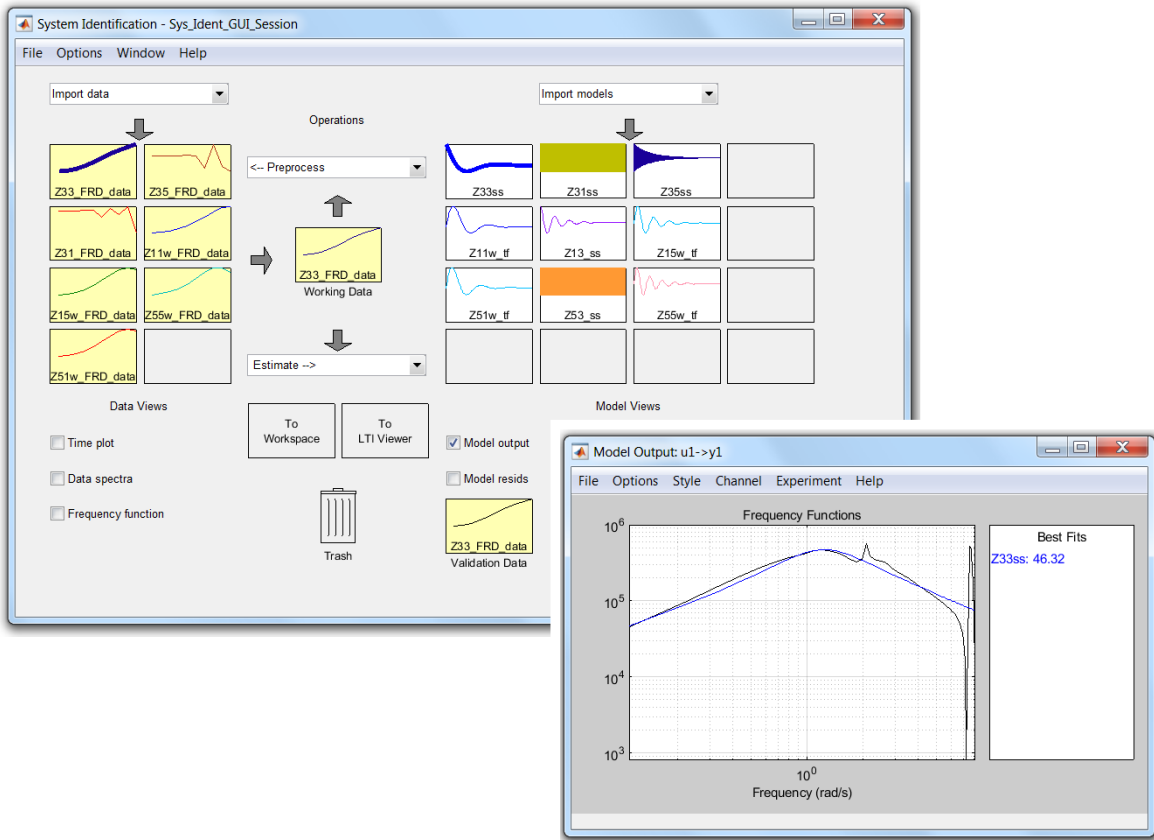 System Identification - Sys_Ident_GUI_Session
File Options Window Help
Import data
Import models
Operations
<-- Preprocess
Z33_FRD_data
Z35_FRD_data
Z31_FRD_data
Z11w_FRD_data
Z15w_FRD_data
Z55w_FRD_data
Z51w_FRD_data
Z33_FRD_data
Working Data
Estimate -->
Z33ss
Z31ss
Z35ss
Z11w_tf
Z13_ss
Z15w_tf
Z51w_tf
Z53_ss
Z55w_tf
Data Views
Time plot
Data spectra
Frequency function
To
Workspace
To
LTI Viewer
Trash
Model Views
Model output
Model resids
Z33_FRD_data
Validation Data
Model Output: u1->y1
File Options Style Channel Experiment Help
Frequency Functions
10^6
10^5
10^4
10^3
10^0
Frequency (rad/s)
Best Fits
Z33ss: 46.32